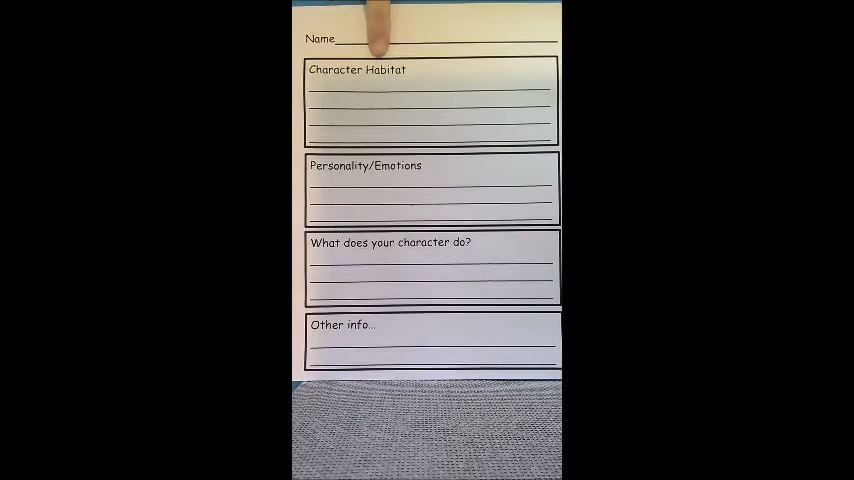 Name
Character Habitat
Personality/Emotions
What does your character do?
Other info...